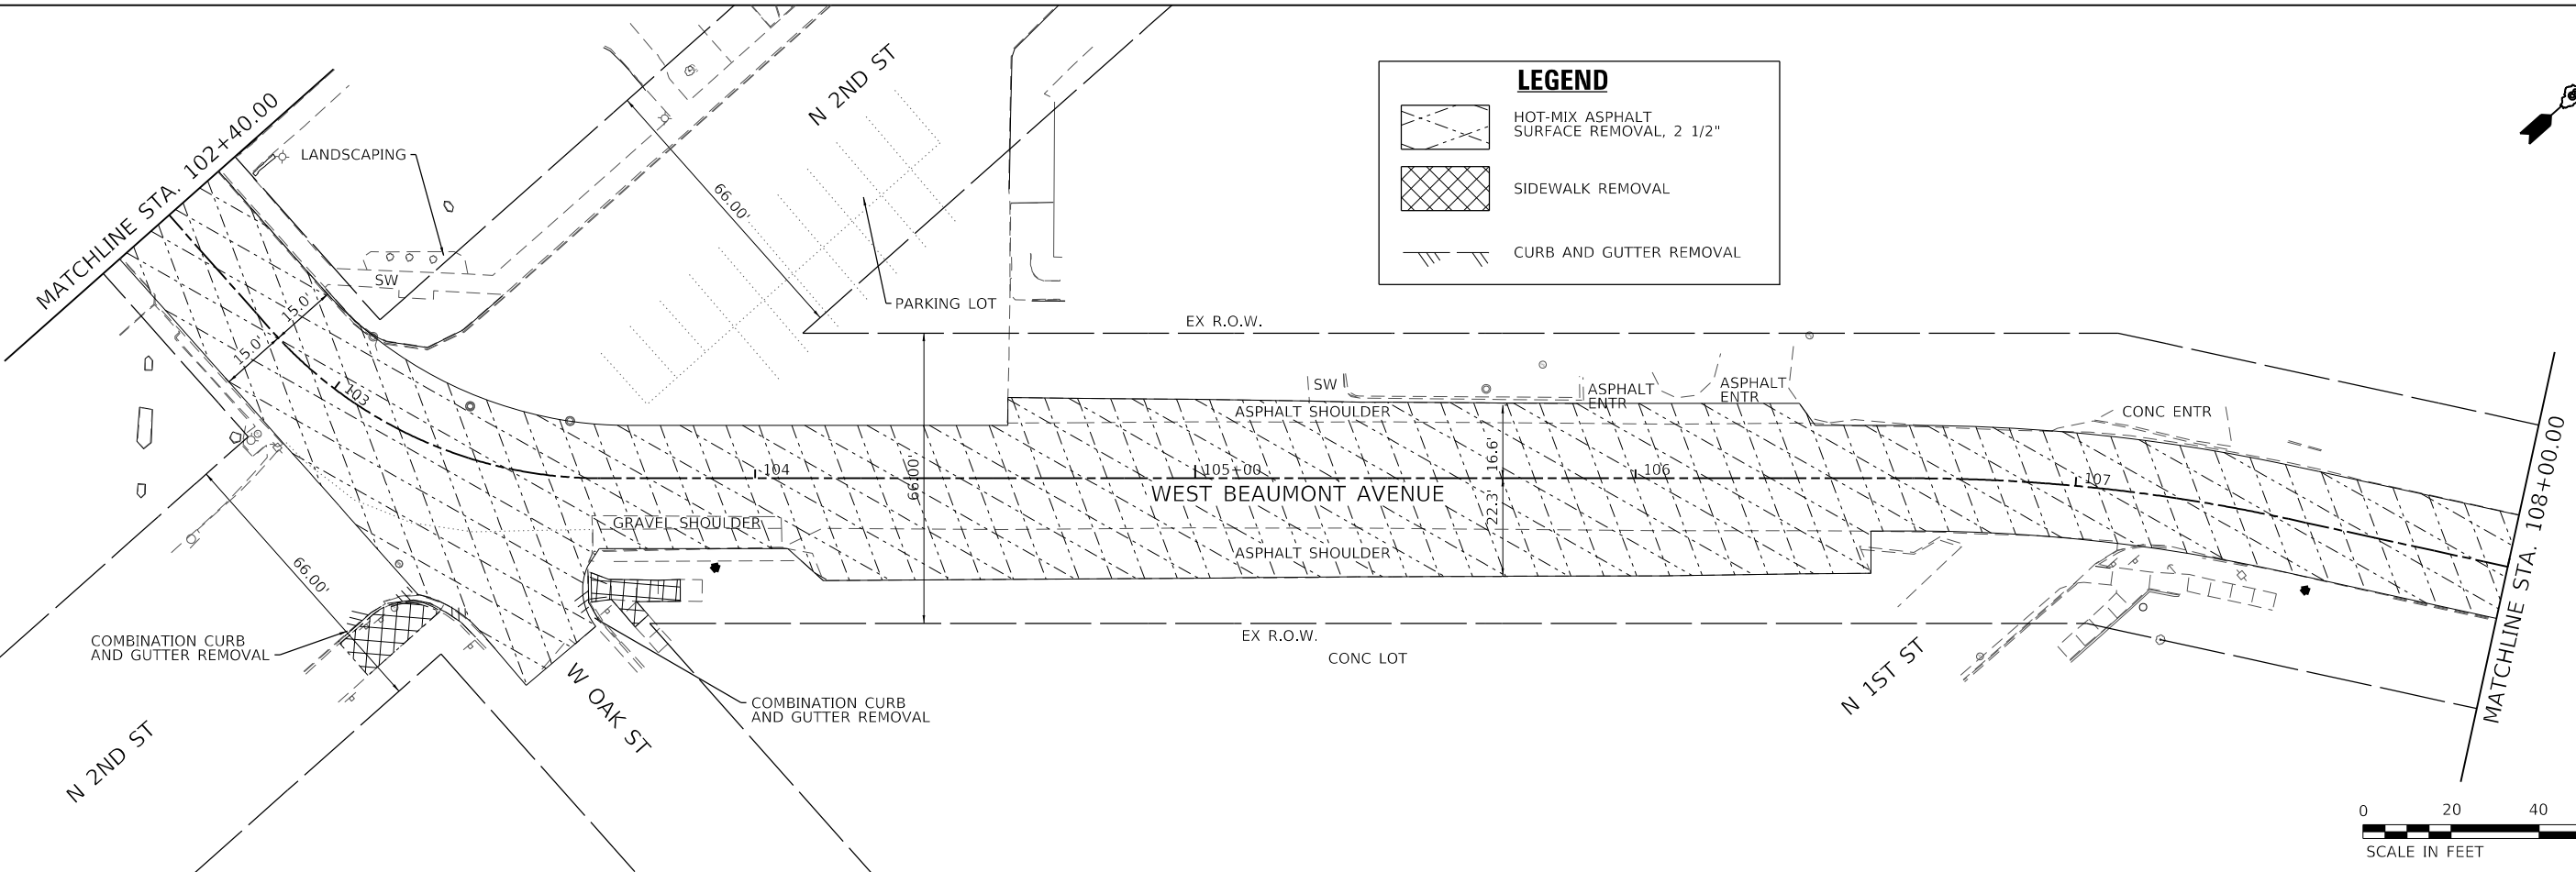 LEGEND
HOT-MIX ASPHALT
SURFACE REMOVAL, 2 1/2"
SIDEWALK REMOVAL
CURB AND GUTTER REMOVAL
MATCHLINE STA. 102+40.00
LANDSCAPING
SW
N 2ND ST
66.00'
PARKING LOT
15.0'
15.0'
103
EX R.O.W.
66.00'
SW
ASPHALT
ENTR
ASPHALT
ENTR
CONC ENTR
ASPHALT SHOULDER
16.6'
22.3'
104
105+00
106
107
WEST BEAUMONT AVENUE
GRAVEL SHOULDER
ASPHALT SHOULDER
66.00'
COMBINATION CURB
AND GUTTER REMOVAL
COMBINATION CURB
AND GUTTER REMOVAL
N 2ND ST
W OAK ST
EX R.O.W.
CONC LOT
N 1ST ST
MATCHLINE STA. 108+00.00
0 20 40
SCALE IN FEET